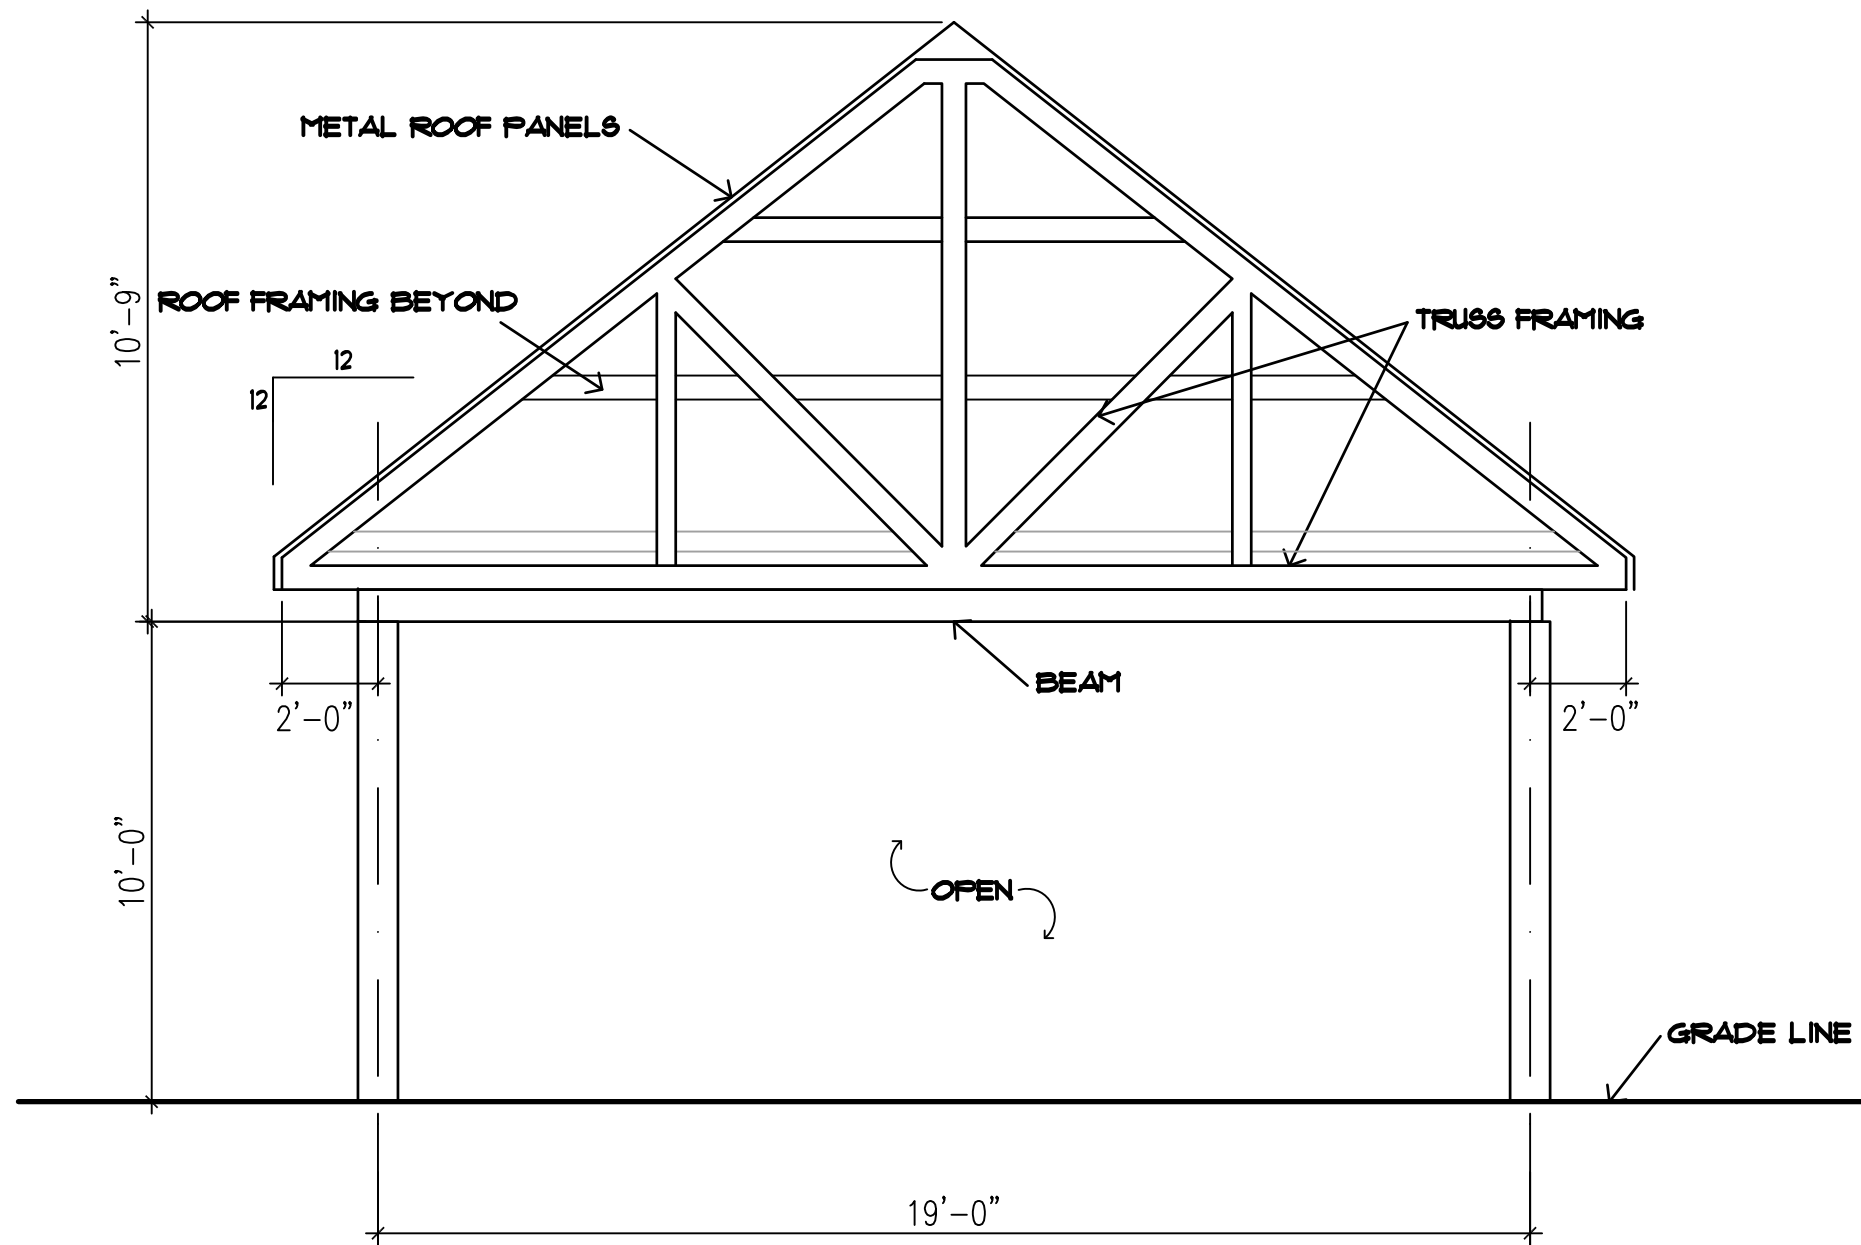 METAL ROOF PANELS
10'-9"
ROOF FRAMING BEYOND
TRUSS FRAMING
12
12
BEAM
2'-0"
2'-0"
10'-0"
OPEN
GRADE LINE
19'-0"